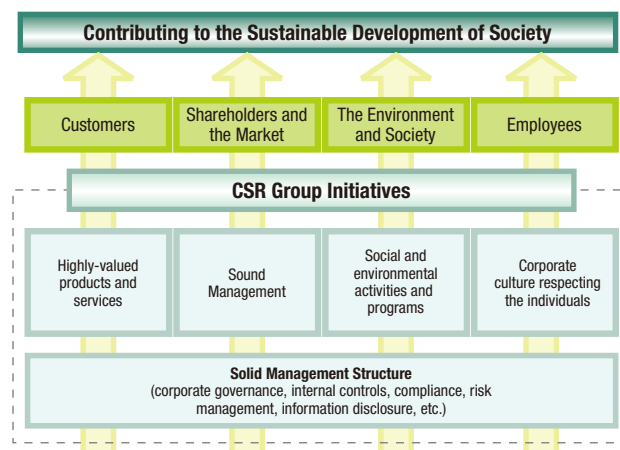 Contributing to the Sustainable Development of Society
Customers
Shareholders and
the Market
The Environment
and Society
Employees
CSR Group Initiatives
Highly-valued
products and
services
Sound
Management
Social and
environmental
activities and
programs
Corporate
culture respecting
the individuals
Solid Management Structure
(corporate governance, internal controls, compliance, risk
management, information disclosure, etc.)